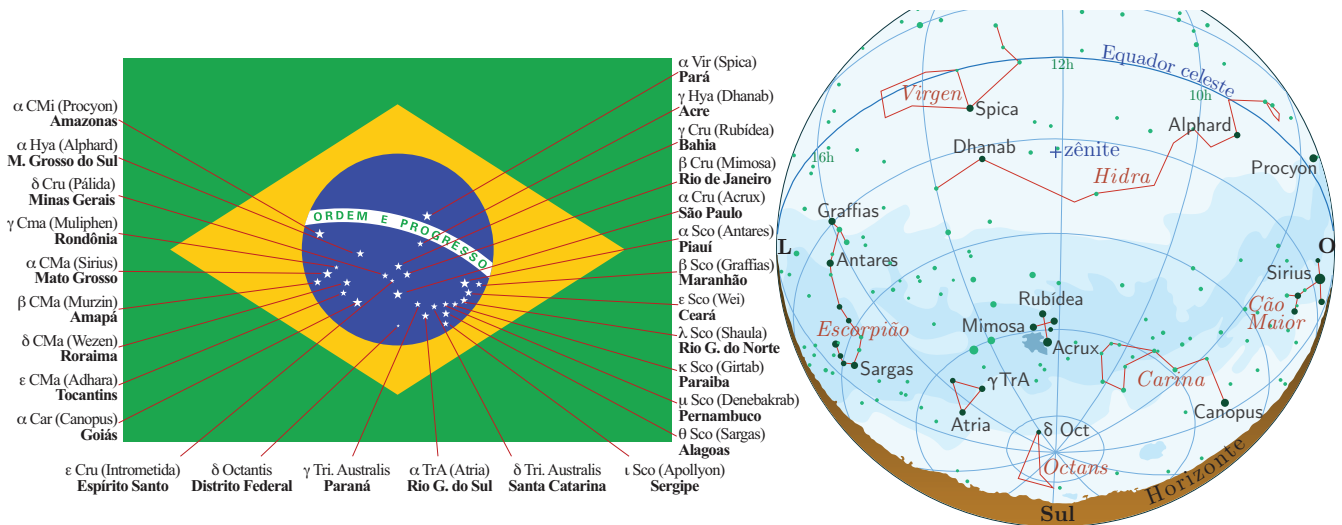 α CMi (Procyon)
Amazonas
α Hya (Alphard)
M. Grosso do Sul
δ Cru (Pálida)
Minas Gerais
γ Cma (Muliphen)
Rondônia
α CMa (Sirius)
Mato Grosso
β CMa (Murzin)
Amapá
δ CMa (Wezen)
Roraima
ε CMa (Adhara)
Tocantins
α Car (Canopus)
Goiás
ORDEM E PROGRESSO
α Vir (Spica)
Pará
γ Hya (Dhanab)
Acre
γ Cru (Rubídea)
Bahia
β Cru (Mimosa)
Rio de Janeiro
α Cru (Acrux)
São Paulo
α Sco (Antares)
Piauí
β Sco (Graffias)
Maranhão
ε Sco (Wei)
Ceará
λ Sco (Shaula)
Rio G. do Norte
κ Sco (Girtab)
Paraiba
μ Sco (Denebakrab)
Pernambuco
θ Sco (Sargas)
Alagoas
ε Cru (Intrometida)
Espírito Santo
δ Octantis
Distrito Federal
γ Tri. Australis
Paraná
α TrA (Atria)
Rio G. do Sul
δ Tri. Australis
Santa Catarina
ι Sco (Apollyon)
Sergipe
Equador celeste
12h
10h
16h
Virgen
Spica
Alphard
Dhanab
+zênite
Hidra
Procyon
Graffias
L
O
Antares
Sirius
Rubídea
Cão
Maior
Mimosa
Escorpião
Acrux
Sargas
γ TrA
Carina
Canopus
Atria
δ Oct
Octans
Horizonte
Sul